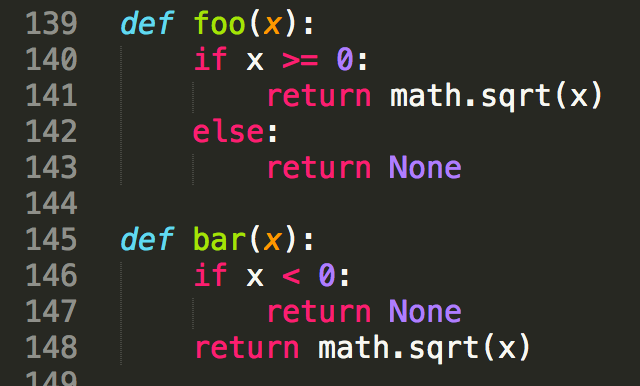 139 def foo(x):
140     if x >= 0:
141         return math.sqrt(x)
142     else:
143         return None
144
145 def bar(x):
146     if x < 0:
147         return None
148     return math.sqrt(x)
149